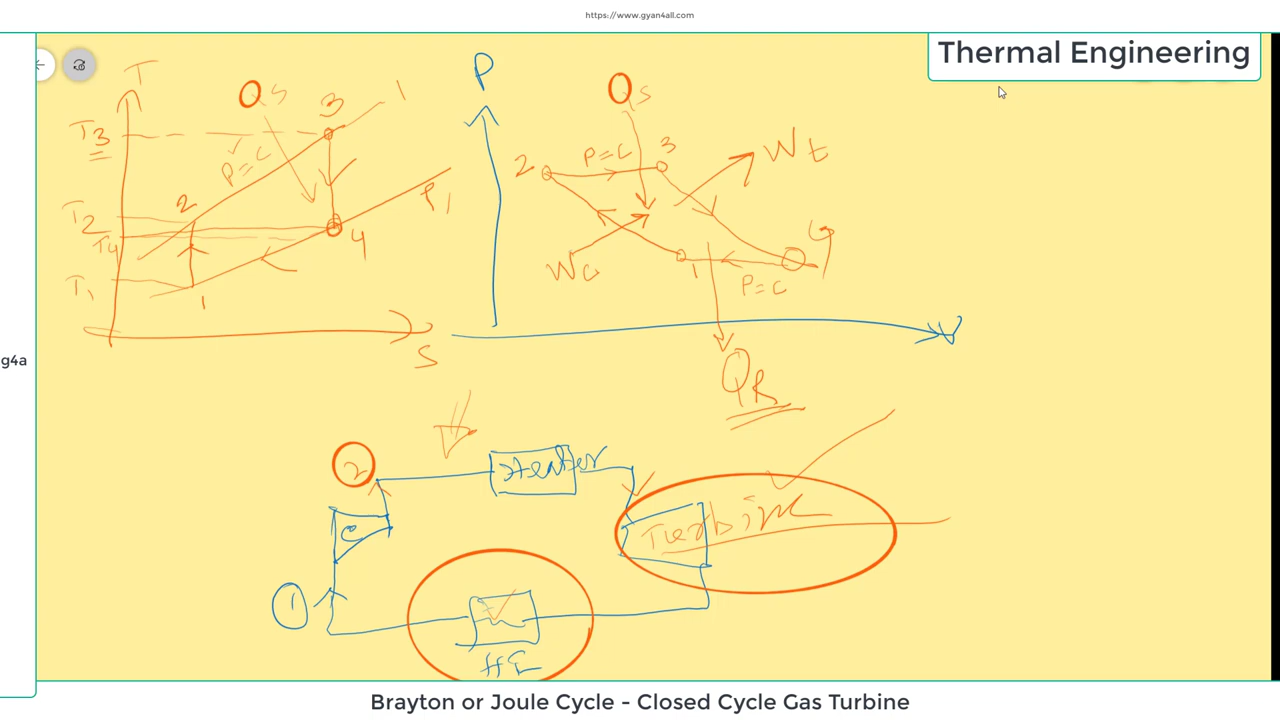 https://www.gyan4all.com
Thermal Engineering
g4a
T
T3
T2
T4
T1
Qs
P=C
1
2
3
4
P1
1
S
P
Qs
2
P=C
3
Wt
Wc
1
P=C
4
V
QR
2
Heater
C
Turbine
1
HE
Brayton or Joule Cycle - Closed Cycle Gas Turbine